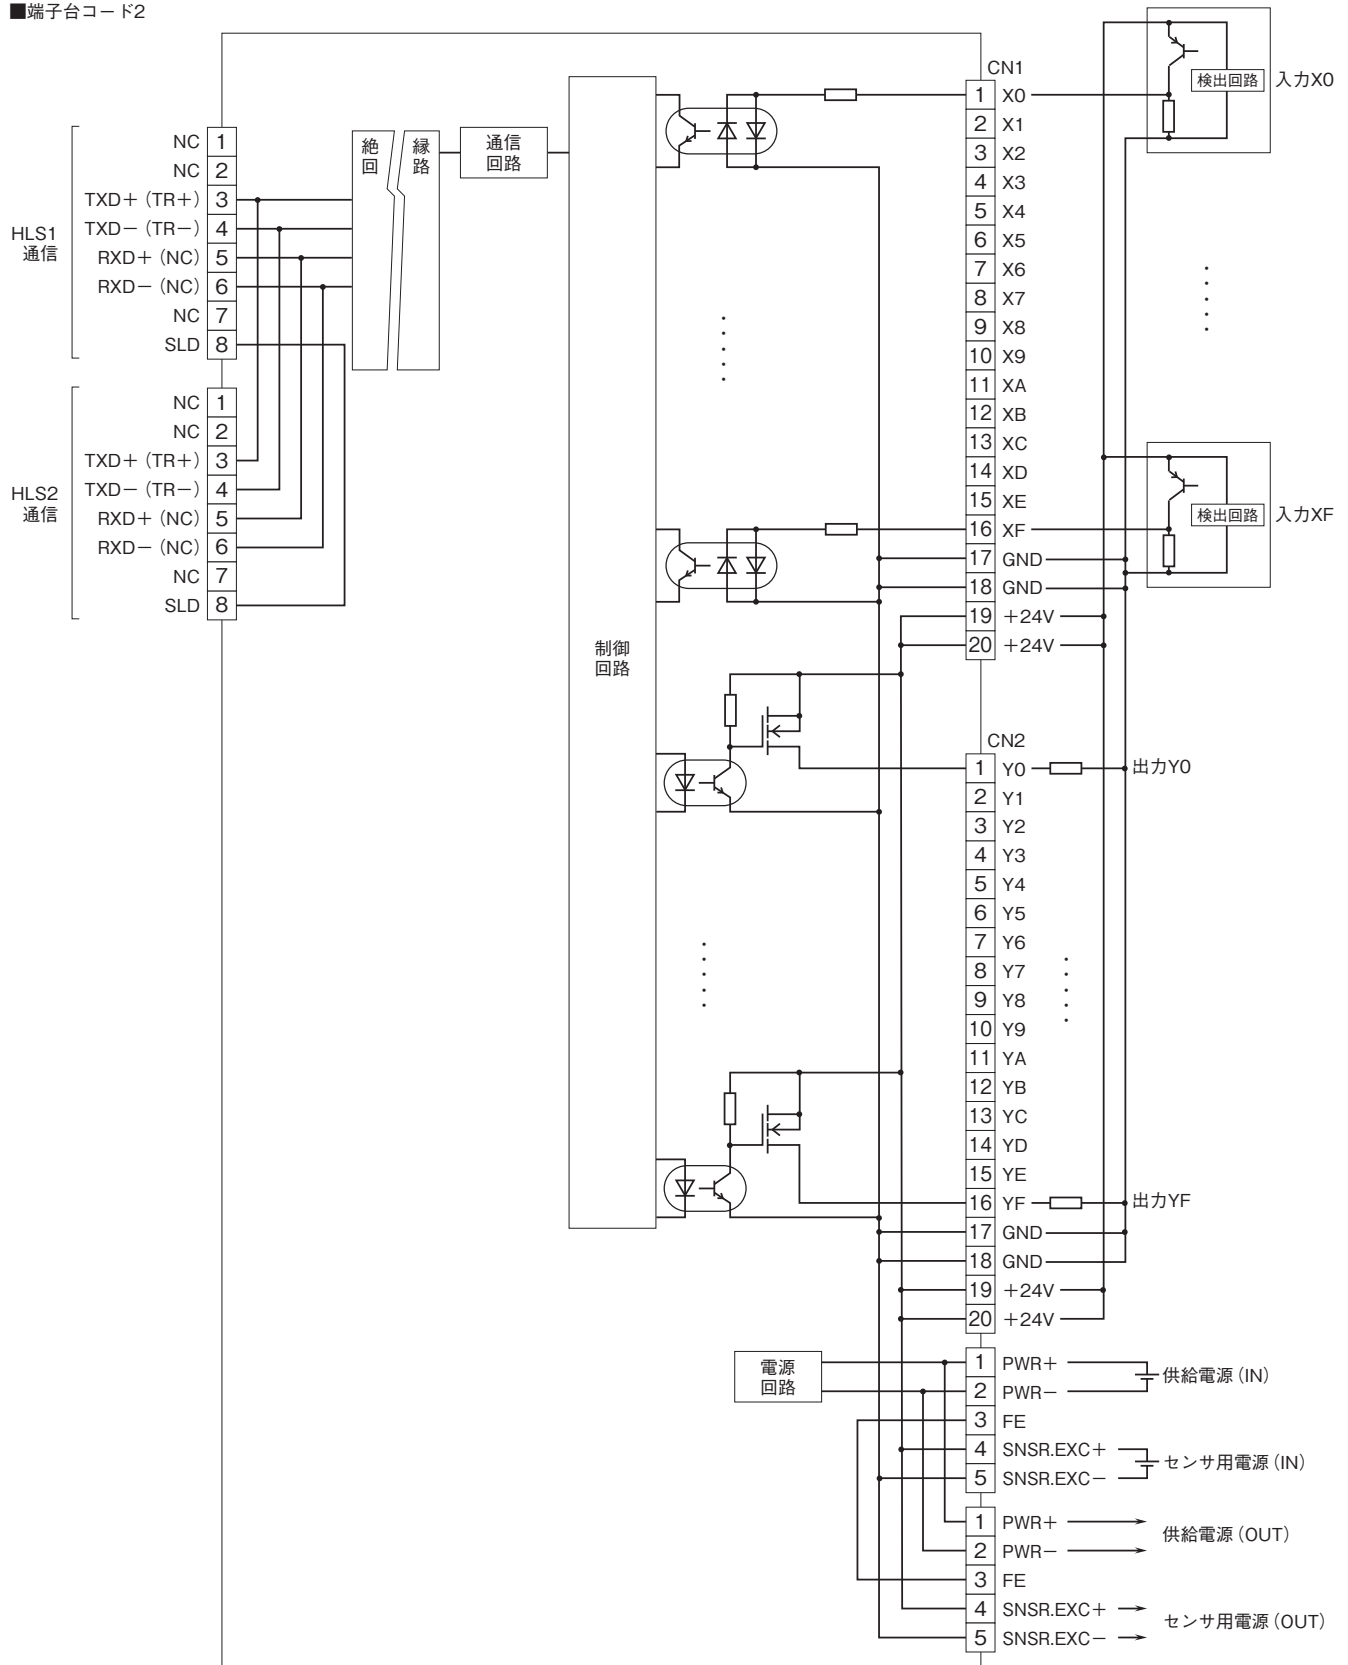 ■端子台コード2
HLS1
通信
NC 1
NC 2
TXD+(TR+) 3
TXD−(TR−) 4
RXD+(NC) 5
RXD−(NC) 6
NC 7
SLD 8
HLS2
通信
NC 1
NC 2
TXD+(TR+) 3
TXD−(TR−) 4
RXD+(NC) 5
RXD−(NC) 6
NC 7
SLD 8
絶縁
回路
通信
回路
制御
回路
CN1
1 X0
2 X1
3 X2
4 X3
5 X4
6 X5
7 X6
8 X7
9 X8
10 X9
11 XA
12 XB
13 XC
14 XD
15 XE
16 XF
17 GND
18 GND
19 +24V
20 +24V
検出回路
入力X0
検出回路
入力XF
CN2
1 Y0
2 Y1
3 Y2
4 Y3
5 Y4
6 Y5
7 Y6
8 Y7
9 Y8
10 Y9
11 YA
12 YB
13 YC
14 YD
15 YE
16 YF
17 GND
18 GND
19 +24V
20 +24V
出力Y0
出力YF
電源
回路
1 PWR+
2 PWR−
3 FE
4 SNSR.EXC+
5 SNSR.EXC−
供給電源(IN)
センサ用電源(IN)
1 PWR+
2 PWR−
3 FE
4 SNSR.EXC+
5 SNSR.EXC−
供給電源(OUT)
センサ用電源(OUT)